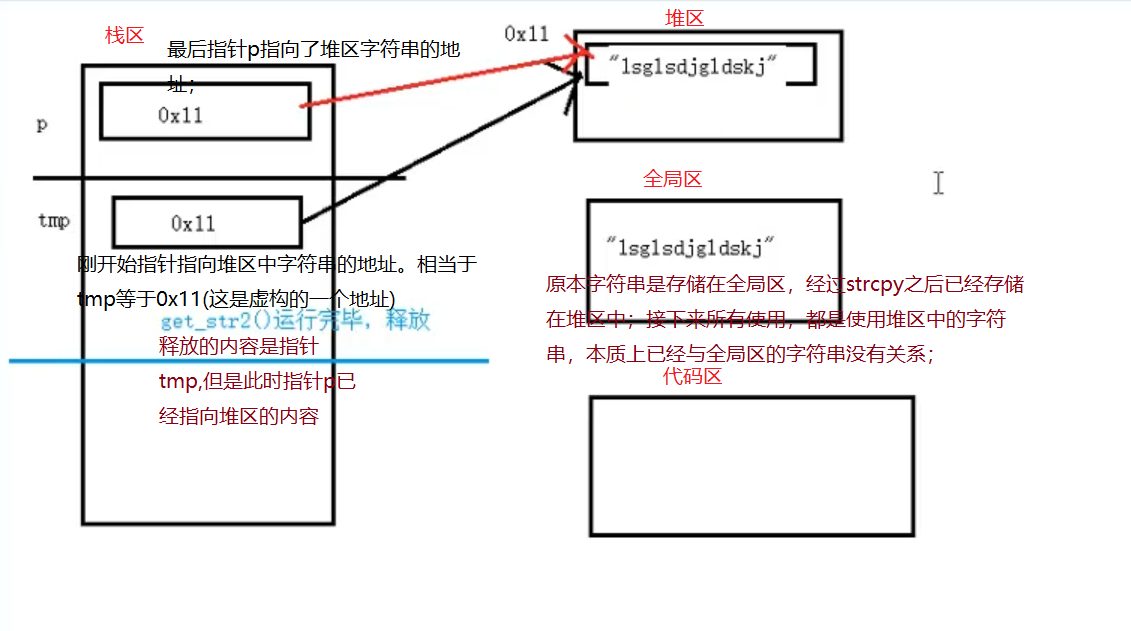 栈区
最后指针p指向了堆区字符串的地
址；
0x11
堆区
"lsglsdjgldskj"
p
0x11
全局区
tmp
0x11
"lsglsdjgldskj"
刚开始指针指向堆区中字符串的地址。相当于
tmp等于0x11(这是虚构的一个地址)
get_str2()运行完毕，释放
释放的内容是指针
tmp,但是此时指针p已
经指向堆区的内容
原本字符串是存储在全局区，经过strcpy之后已经存储
在堆区中；接下来所有使用，都是使用堆区中的字符
串，本质上已经与全局区的字符串没有关系；
代码区